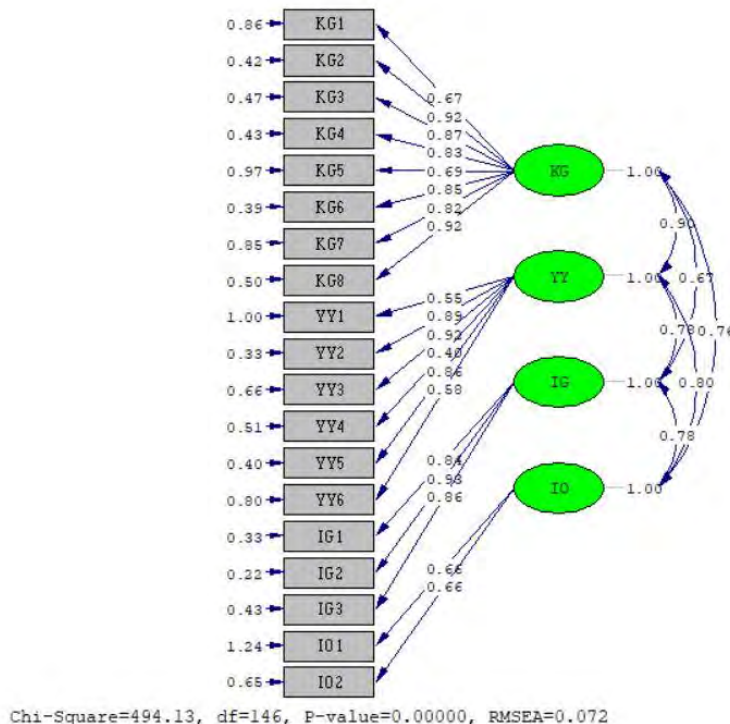 0.86 KG1
0.42 KG2
0.47 KG3
0.43 KG4
0.97 KG5
0.39 KG6
0.85 KG7
0.50 KG8
1.00 YY1
0.33 YY2
0.66 YY3
0.51 YY4
0.40 YY5
0.80 YY6
0.33 IG1
0.22 IG2
0.43 IG3
1.24 IO1
0.65 IO2
0.67
0.92
0.87
0.83
0.69
0.85
0.82
0.92
0.55
0.89
0.92
0.40
0.86
0.58
0.84
0.93
0.86
0.66
0.66
KG 1.00
YY 1.00
IG 1.00
IO 1.00
0.90
0.67
0.76
0.80
0.78
Chi-Square=494.13, df=146, P-value=0.00000, RMSEA=0.072